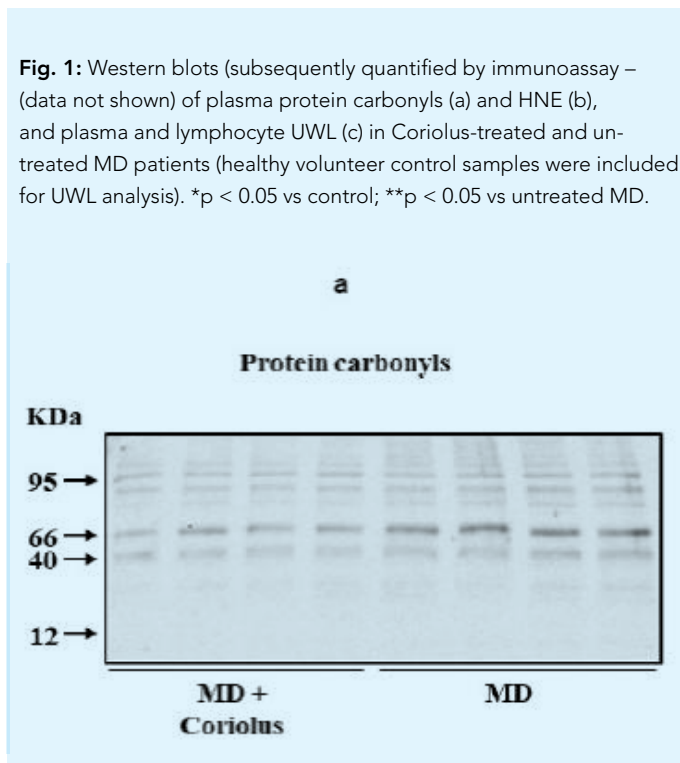 Fig. 1: Western blots (subsequently quantified by immunoassay –
(data not shown) of plasma protein carbonyls (a) and HNE (b),
and plasma and lymphocyte UWL (c) in Coriolus-treated and un-
treated MD patients (healthy volunteer control samples were included
for UWL analysis). *p < 0.05 vs control; **p < 0.05 vs untreated MD.
a
Protein carbonyls
KDa
95
66
40
12
MD +
Coriolus
MD